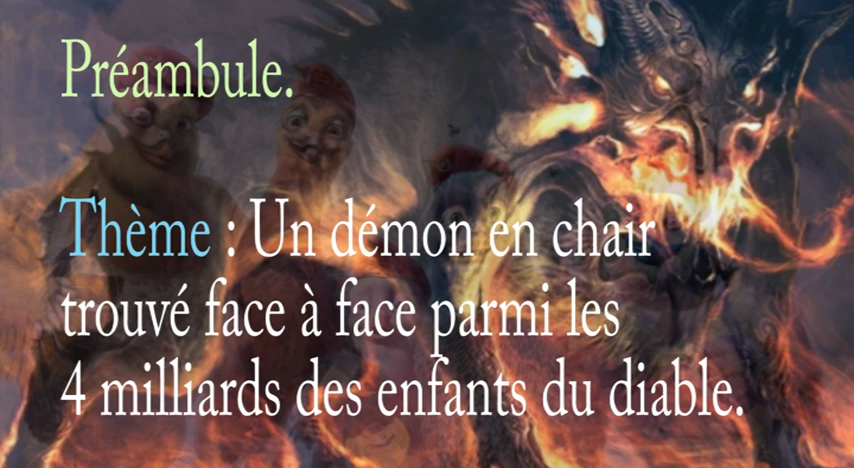 Préambule.
Thème : Un démon en chair
trouvé face à face parmi les
4 milliards des enfants du diable.